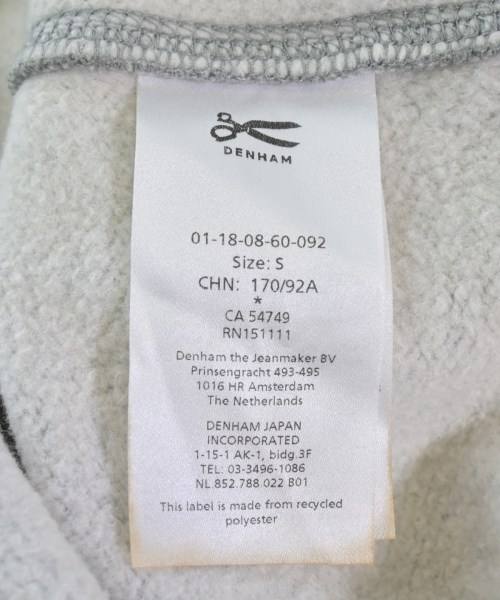 DENHAM
01-18-08-60-092
Size: S
CHN: 170/92A
*
CA 54749
RN151111
Denham the Jeanmaker BV
Prinsengracht 493-495
1016 HR Amsterdam
The Netherlands
DENHAM JAPAN
INCORPORATED
1-15-1 AK-1, bidg.3F
TEL: 03-3496-1086
NL.852.788.022 B01
This label is made from recycled
polyester